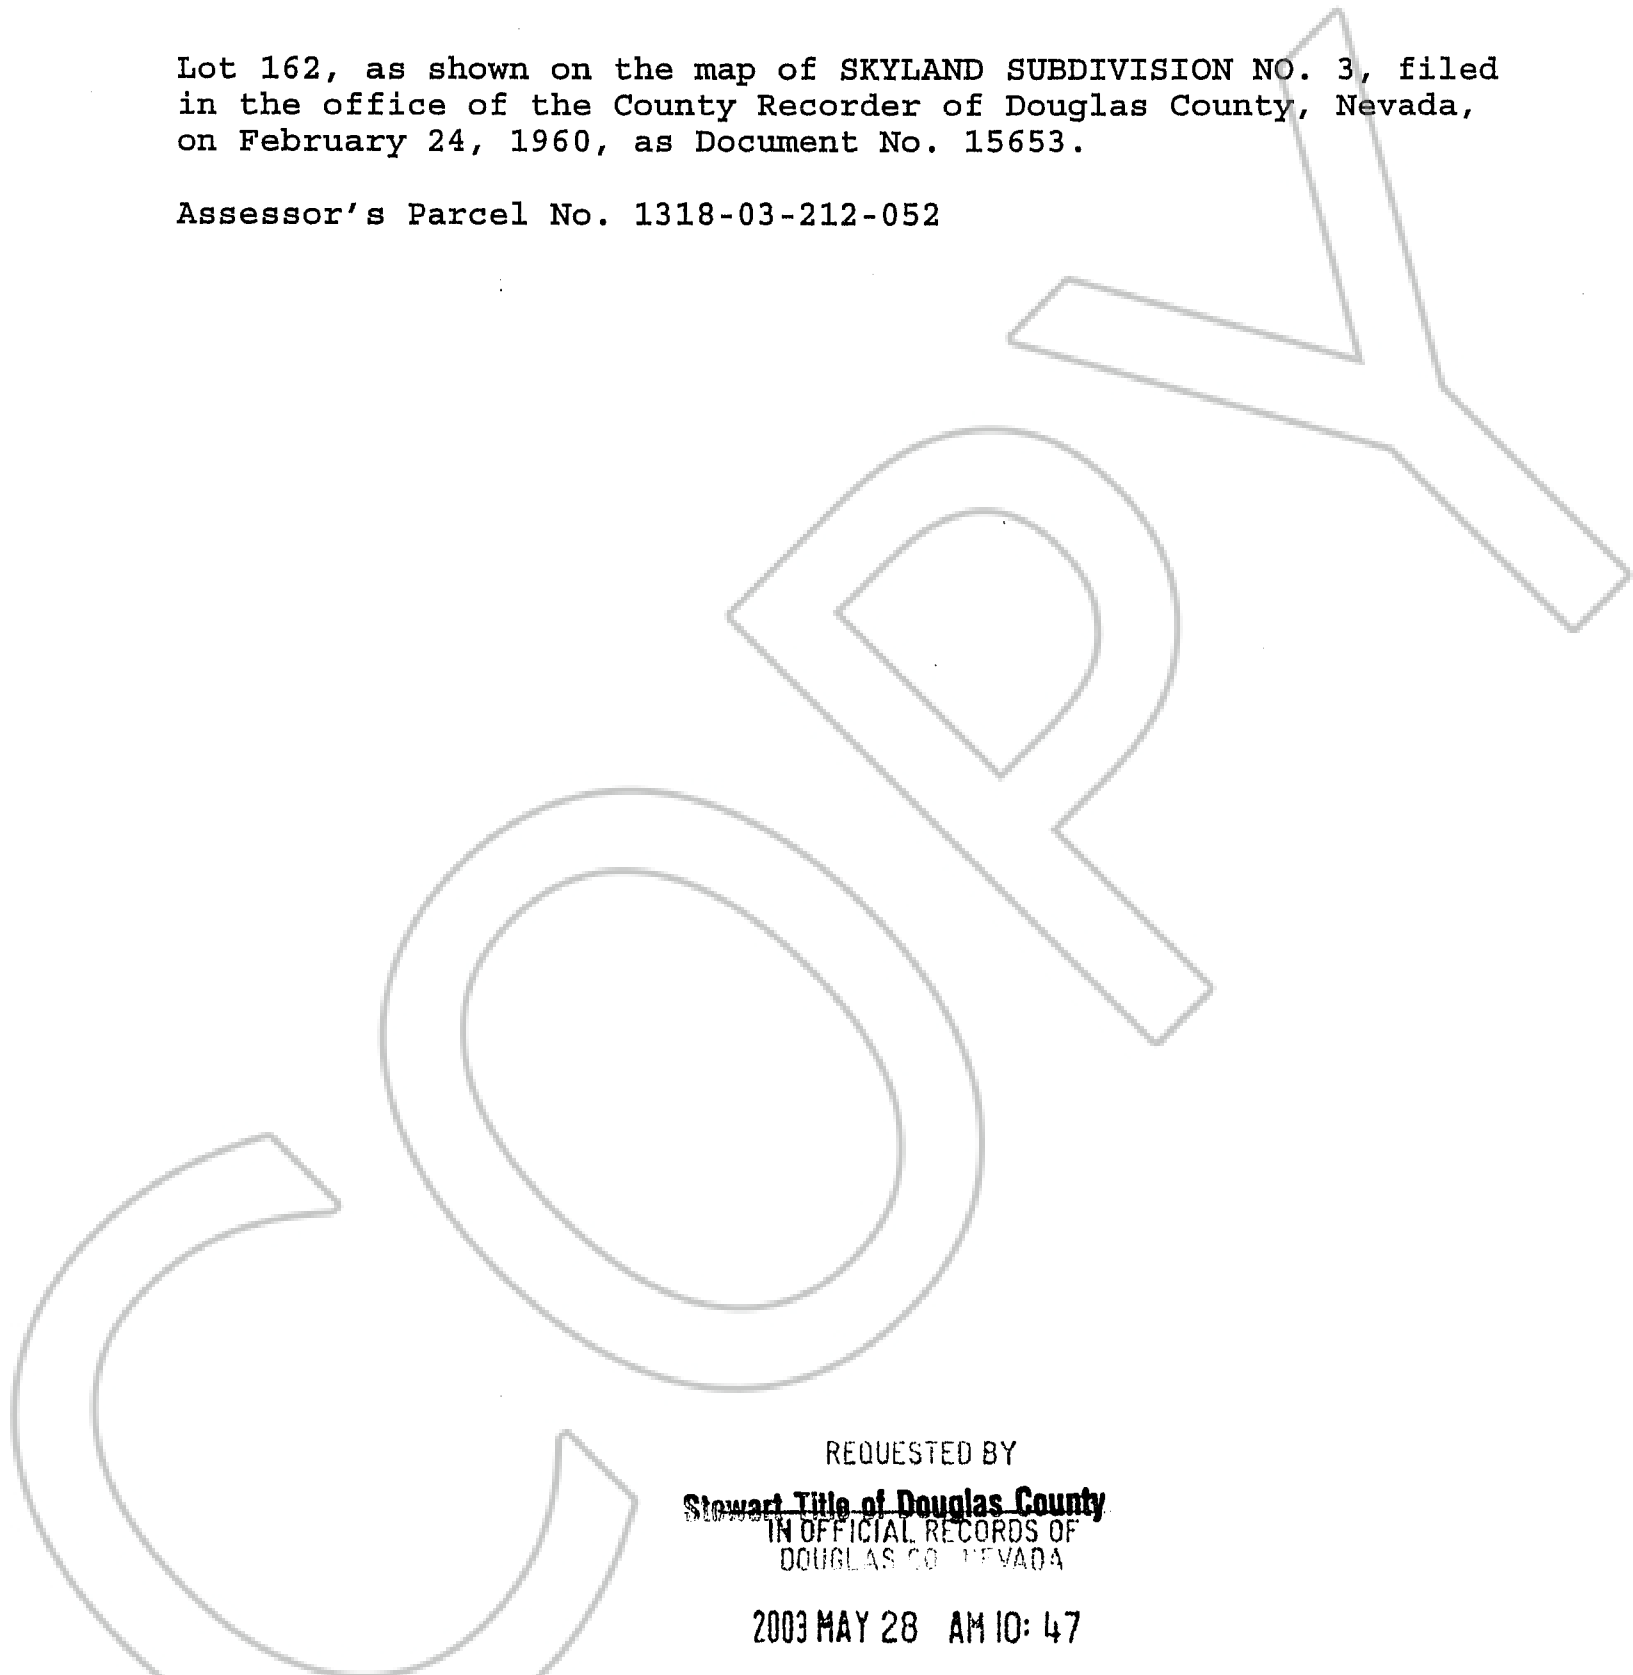 Lot 162, as shown on the map of SKYLAND SUBDIVISION NO. 3, filed
in the office of the County Recorder of Douglas County, Nevada,
on February 24, 1960, as Document No. 15653.
Assessor's Parcel No. 1318-03-212-052
COPY
REQUESTED BY
Stewart Title of Douglas County
IN OFFICIAL RECORDS OF
DOUGLAS CO. NEVADA
2003 MAY 28 AM 10: 47